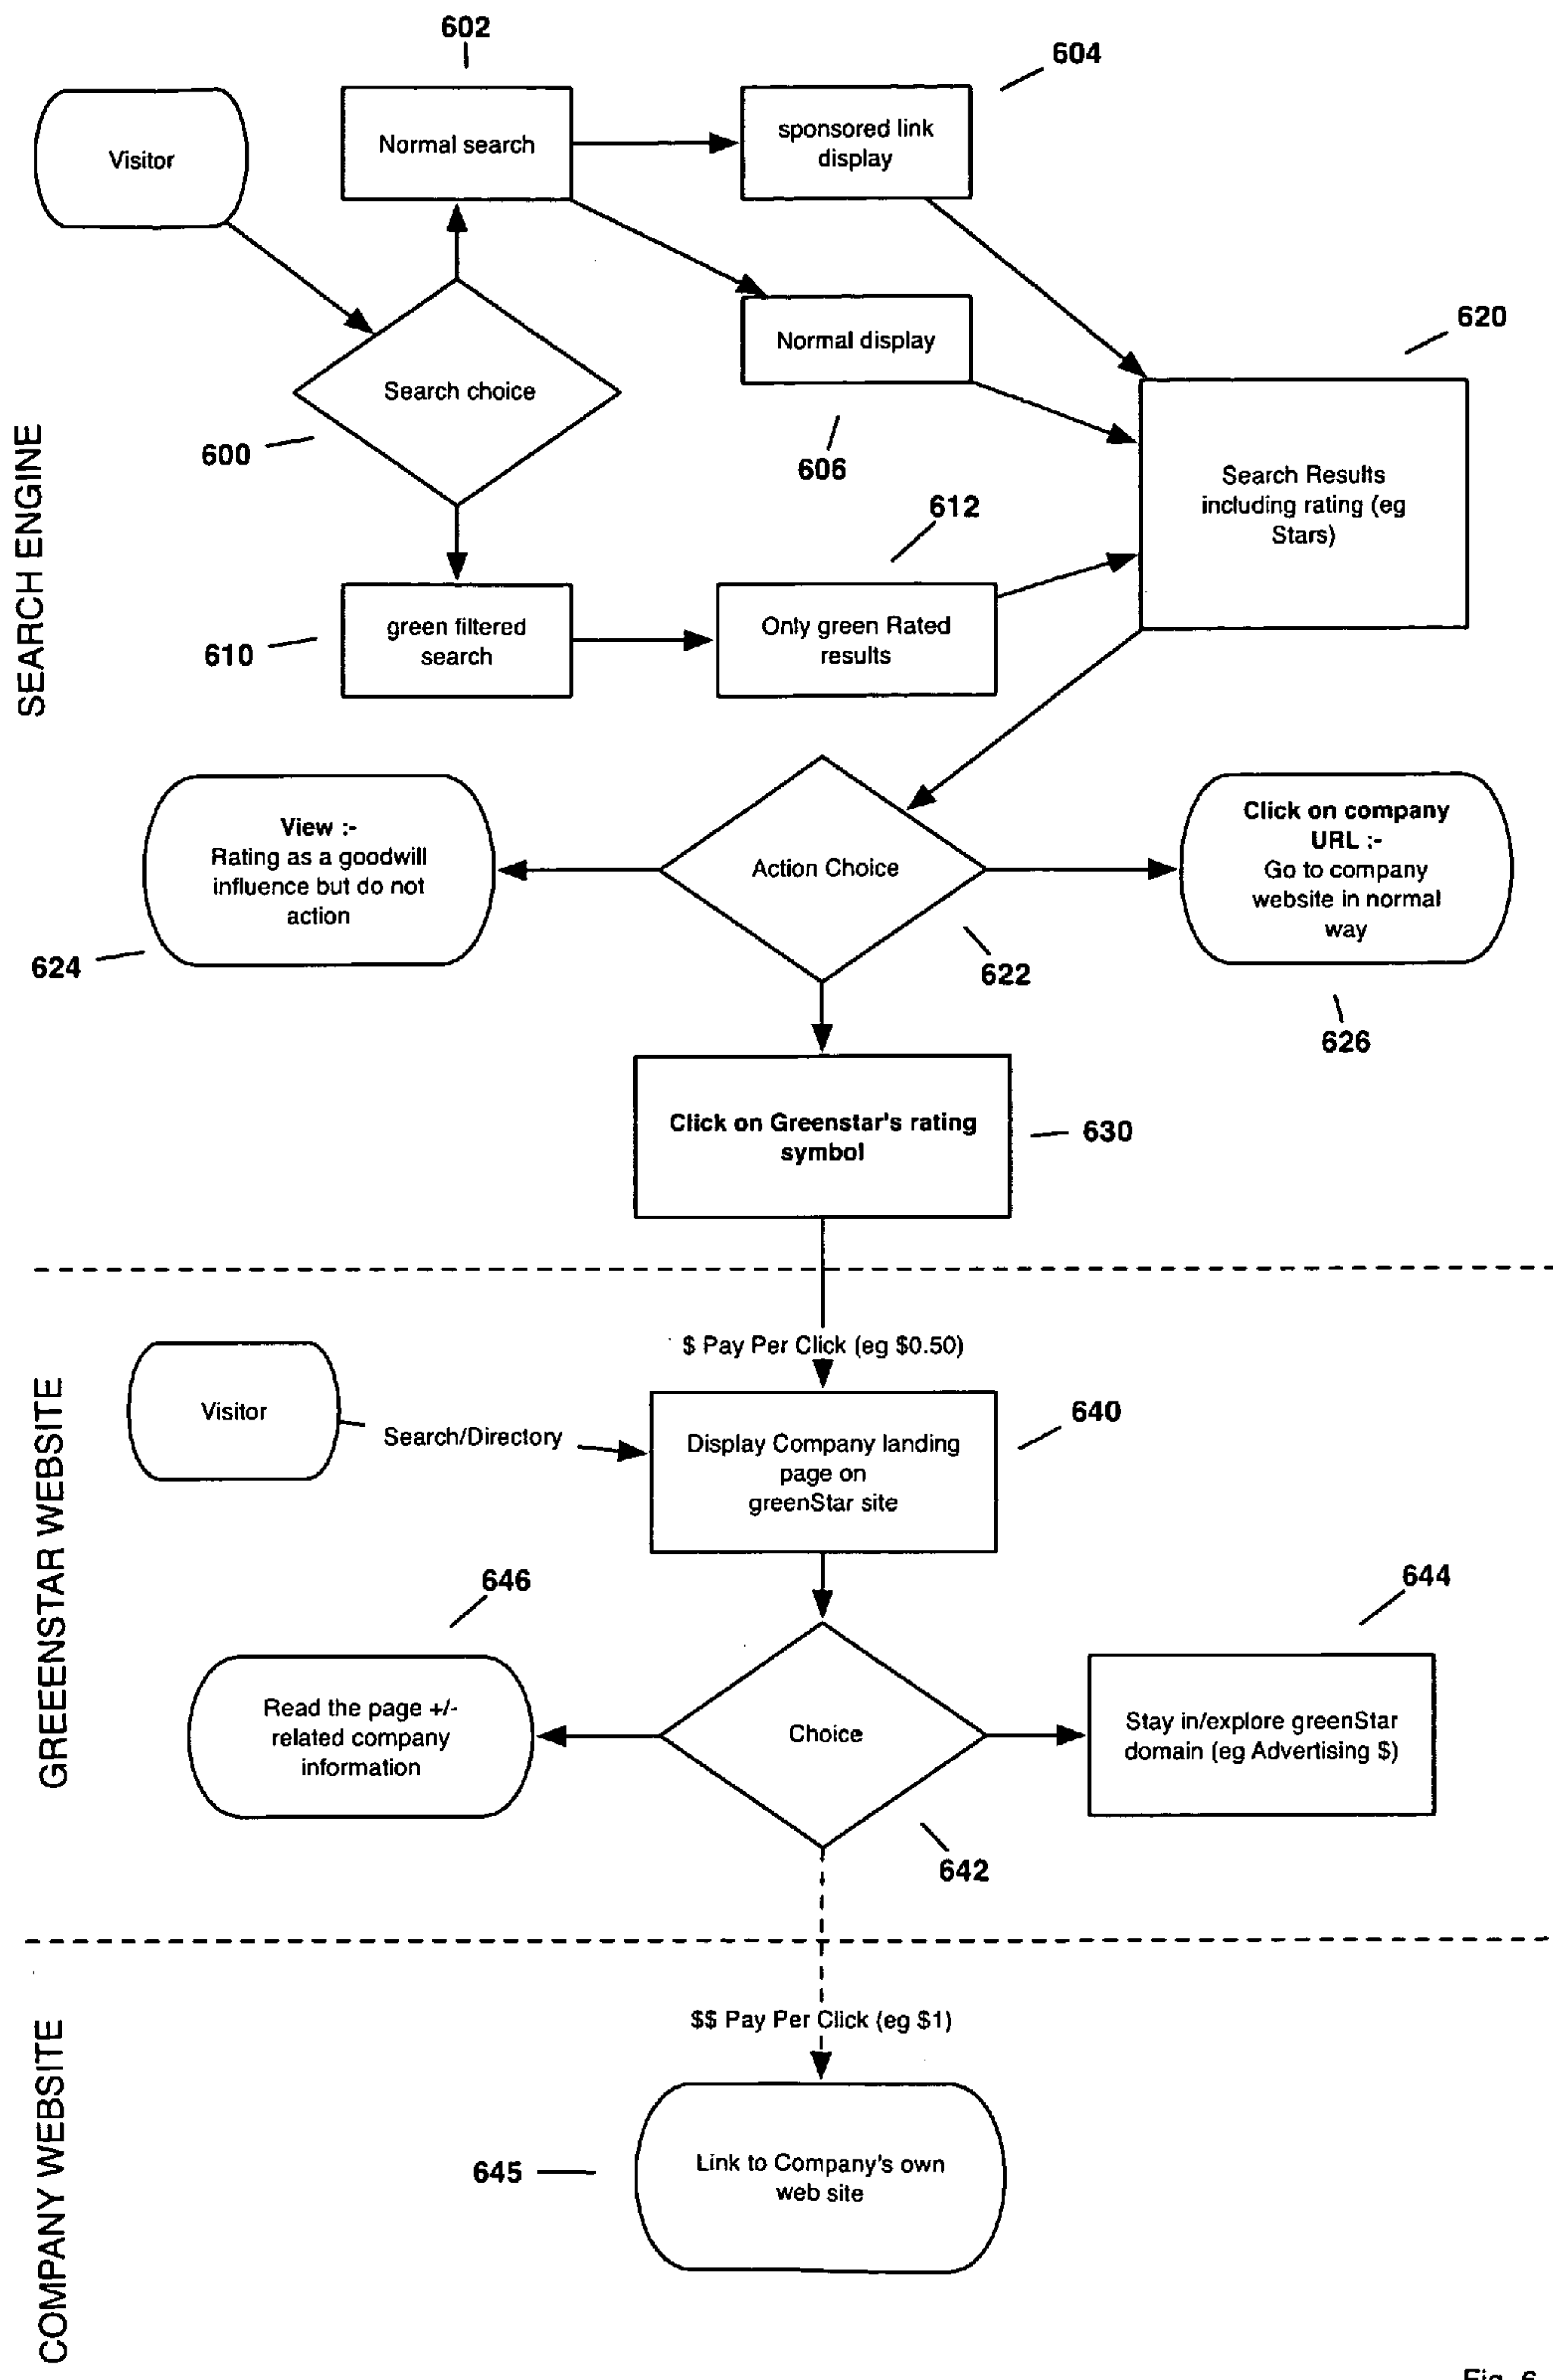 602
604
Visitor
Normal search
sponsored link
display
620
Normal display
Search choice
600
606
SEARCH ENGINE
612
Search Results
including rating (eg
Stars)
610
green filtered
search
Only green Rated
results
View :-
Rating as a goodwill
influence but do not
action
Action Choice
Click on company
URL :-
Go to company
website in normal
way
624
622
626
Click on Greenstar's rating
symbol
630
$ Pay Per Click (eg $0.50)
GREEENSTAR WEBSITE
Visitor
Search/Directory
Display Company landing
page on
greenStar site
640
646
644
Read the page +/-
related company
information
Choice
Stay in/explore greenStar
domain (eg Advertising $)
642
$$ Pay Per Click (eg $1)
COMPANY WEBSITE
645
Link to Company's own
web site
Fig. 6